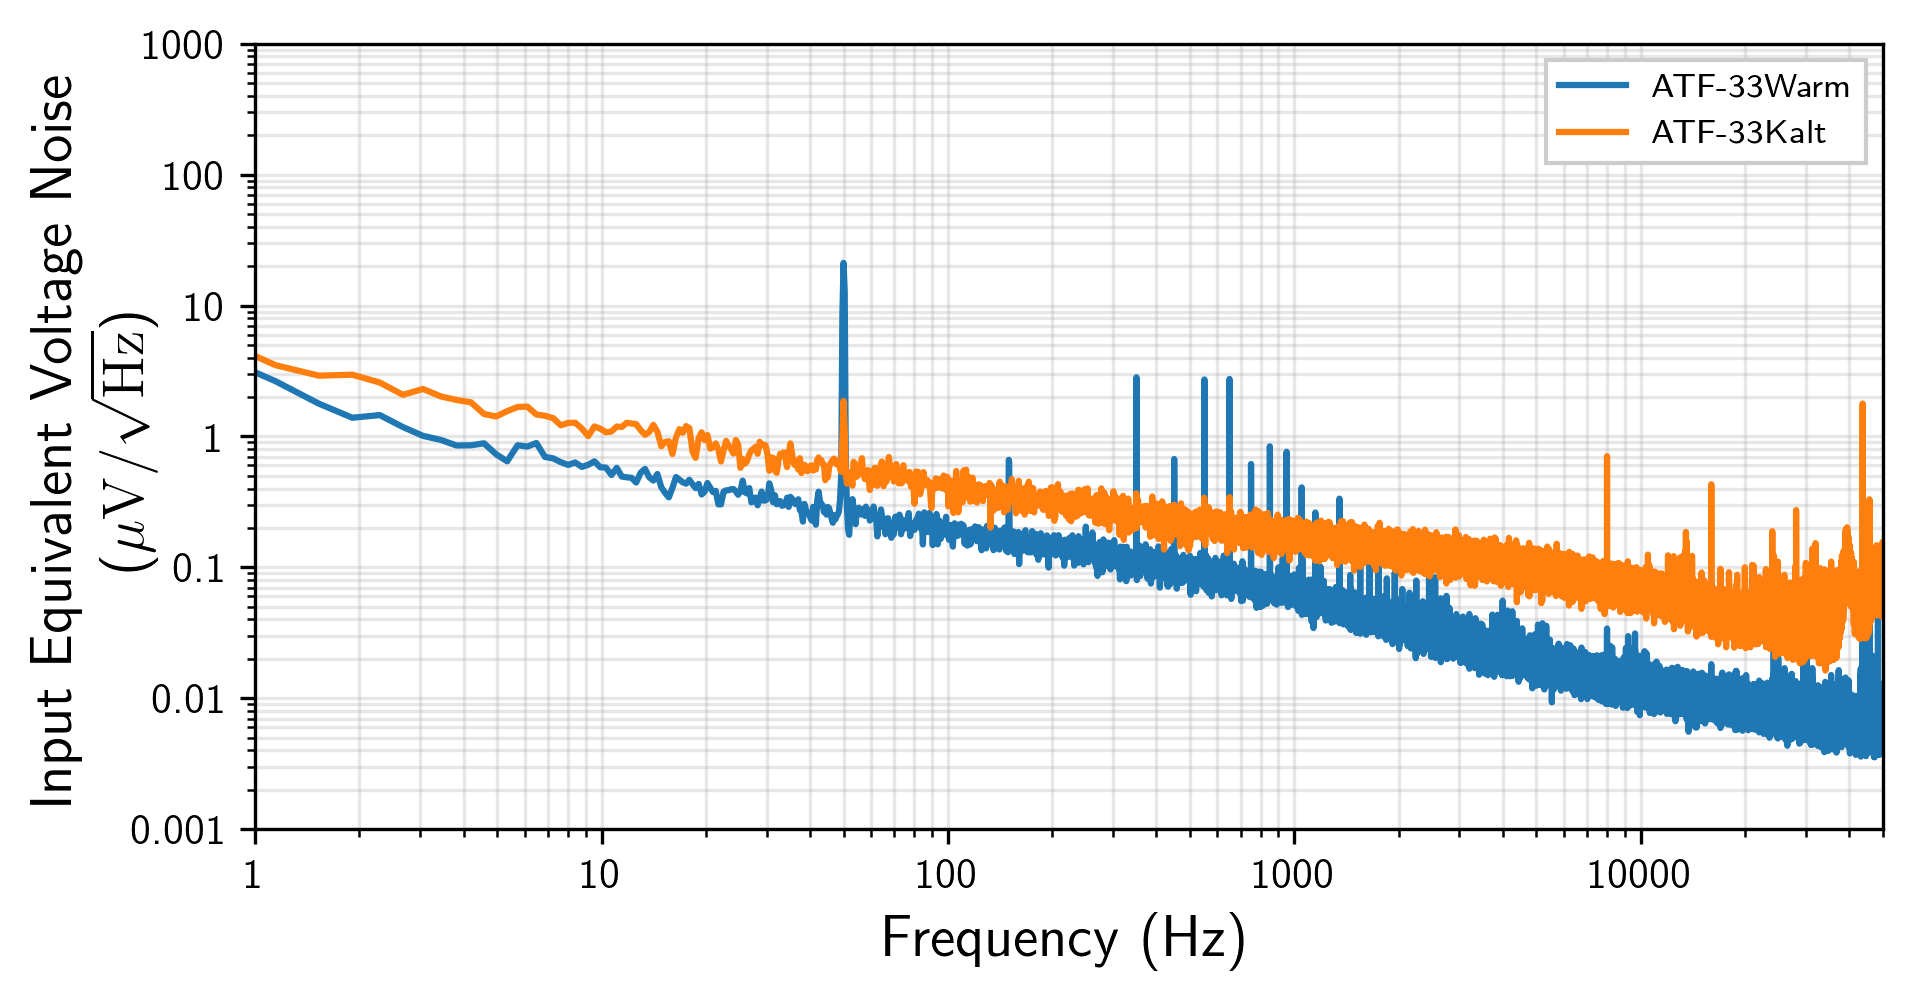 Input Equivalent Voltage Noise
(μV/√Hz)
1000
100
10
1
0.1
0.01
0.001
ATF-33Warm
ATF-33Kalt
1 10 100 1000 10000
Frequency (Hz)